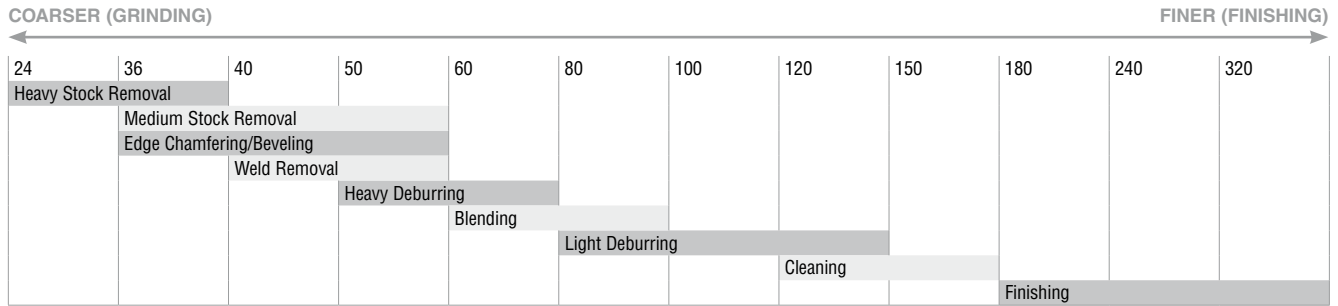 COARSER (GRINDING) FINER (FINISHING)
24 36 40 50 60 80 100 120 150 180 240 320
Heavy Stock Removal
Medium Stock Removal
Edge Chamfering/Beveling
Weld Removal
Heavy Deburring
Blending
Light Deburring
Cleaning
Finishing